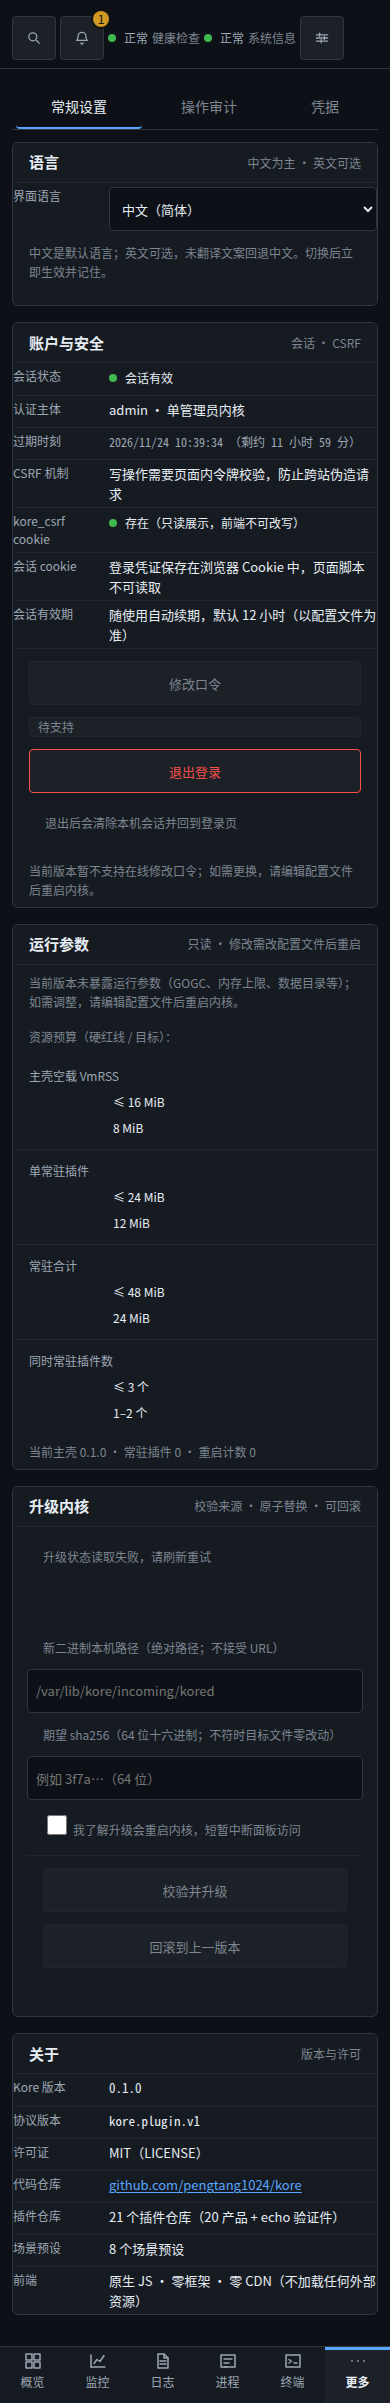 1
正常 健康检查 正常 系统信息
常规设置 操作审计 凭据
语言 中文为主 · 英文可选
界面语言 中文（简体）
中文是默认语言；英文可选，未翻译文案回退中文。切换后立
即生效并记住。
账户与安全 会话 · CSRF
会话状态 会话有效
认证主体 admin · 单管理员内核
过期时刻 2026/11/24 10:39:34 （剩约 11 小时 59 分）
CSRF 机制 写操作需要页面内令牌校验，防止跨站伪造请
求
kore_csrf
cookie 存在（只读展示，前端不可改写）
会话 cookie 登录凭证保存在浏览器 Cookie 中，页面脚本
不可读取
会话有效期 随使用自动续期，默认 12 小时（以配置文件为
准）
修改口令
待支持
退出登录
退出后会清除本机会话并回到登录页
当前版本暂不支持在线修改口令；如需更换，请编辑配置文件
后重启内核。
运行参数 只读 · 修改需改配置文件后重启
当前版本未暴露运行参数（GOGC、内存上限、数据目录等）；
如需调整，请编辑配置文件后重启内核。
资源预算（硬红线 / 目标）：
主壳空载 VmRSS
≤ 16 MiB
8 MiB
单常驻插件
≤ 24 MiB
12 MiB
常驻合计
≤ 48 MiB
24 MiB
同时常驻插件数
≤ 3 个
1–2 个
当前主壳 0.1.0 · 常驻插件 0 · 重启计数 0
升级内核 校验来源 · 原子替换 · 可回滚
升级状态读取失败，请刷新重试
新二进制本机路径（绝对路径；不接受 URL）
/var/lib/kore/incoming/kored
期望 sha256（64 位十六进制；不符时目标文件零改动）
例如 3f7a…（64 位）
我了解升级会重启内核，短暂中断面板访问
校验并升级
回滚到上一版本
关于 版本与许可
Kore 版本 0.1.0
协议版本 kore.plugin.v1
许可证 MIT（LICENSE）
代码仓库 github.com/pengtang1024/kore
插件仓库 21 个插件仓库（20 产品 + echo 验证件）
场景预设 8 个场景预设
前端 原生 JS · 零框架 · 零 CDN（不加载任何外部
资源）
概览 监控 日志 进程 终端 更多